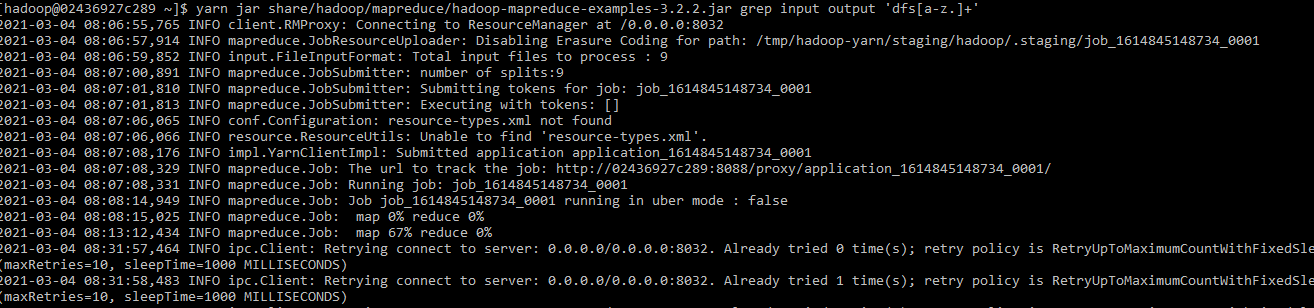 [hadoop@02436927c289 ~]$ yarn jar share/hadoop/mapreduce/hadoop-mapreduce-examples-3.2.2.jar grep input output 'dfs[a-z.]+'
2021-03-04 08:06:55,765 INFO client.RMProxy: Connecting to ResourceManager at /0.0.0.0:8032
2021-03-04 08:06:57,914 INFO mapreduce.JobResourceUploader: Disabling Erasure Coding for path: /tmp/hadoop-yarn/staging/hadoop/.staging/job_1614845148734_0001
2021-03-04 08:06:59,852 INFO input.FileInputFormat: Total input files to process : 9
2021-03-04 08:07:00,891 INFO mapreduce.JobSubmitter: number of splits:9
2021-03-04 08:07:01,810 INFO mapreduce.JobSubmitter: Submitting tokens for job: job_1614845148734_0001
2021-03-04 08:07:01,813 INFO mapreduce.JobSubmitter: Executing with tokens: []
2021-03-04 08:07:06,065 INFO conf.Configuration: resource-types.xml not found
2021-03-04 08:07:06,066 INFO resource.ResourceUtils: Unable to find 'resource-types.xml'.
2021-03-04 08:07:08,176 INFO impl.YarnClientImpl: Submitted application application_1614845148734_0001
2021-03-04 08:07:08,329 INFO mapreduce.Job: The url to track the job: http://02436927c289:8088/proxy/application_1614845148734_0001/
2021-03-04 08:07:08,331 INFO mapreduce.Job: Running job: job_1614845148734_0001
2021-03-04 08:08:14,949 INFO mapreduce.Job: Job job_1614845148734_0001 running in uber mode : false
2021-03-04 08:08:15,025 INFO mapreduce.Job:  map 0% reduce 0%
2021-03-04 08:13:12,434 INFO mapreduce.Job:  map 67% reduce 0%
2021-03-04 08:31:57,464 INFO ipc.Client: Retrying connect to server: 0.0.0.0/0.0.0.0:8032. Already tried 0 time(s); retry policy is RetryUpToMaximumCountWithFixedSle
(maxRetries=10, sleepTime=1000 MILLISECONDS)
2021-03-04 08:31:58,483 INFO ipc.Client: Retrying connect to server: 0.0.0.0/0.0.0.0:8032. Already tried 1 time(s); retry policy is RetryUpToMaximumCountWithFixedSle
(maxRetries=10, sleepTime=1000 MILLISECONDS)